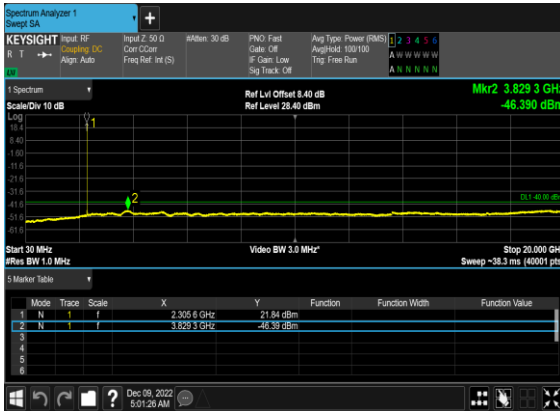 Spectrum Analyzer 1
Swept SA
+
KEYSIGHT Input: RF Input Z: 50 Ω #Atten: 30 dB PNO: Fast Avg Type: Power (RMS) 1 2 3 4 5 6
R T Coupling: DC Corr CCorr Gate: Off Avg|Hold: 100/100 A W W W W W
Align: Auto Freq Ref: Int (S) IF Gain: Low Trig: Free Run
Sig Track: Off A N N N N N
1 Spectrum
Scale/Div 10 dB
Ref Lvl Offset 8.40 dB
Ref Level 28.40 dBm
Mkr2 3.829 3 GHz
-46.390 dBm
Log
18.4
8.40
-1.60
-11.6
-21.6
-31.6
-41.6
-51.6
-61.6
1
2
DL1 -40.00 dBm
Start 30 MHz Video BW 3.0 MHz* Stop 20.000 GHz
#Res BW 1.0 MHz Sweep ~38.3 ms (40001 pts)
5 Marker Table
Mode Trace Scale X Y Function Function Width Function Value
1 N 1 f 2.305 6 GHz 21.84 dBm
2 N 1 f 3.829 3 GHz -46.39 dBm
3
4
5
6
? Dec 09, 2022
5:01:26 AM